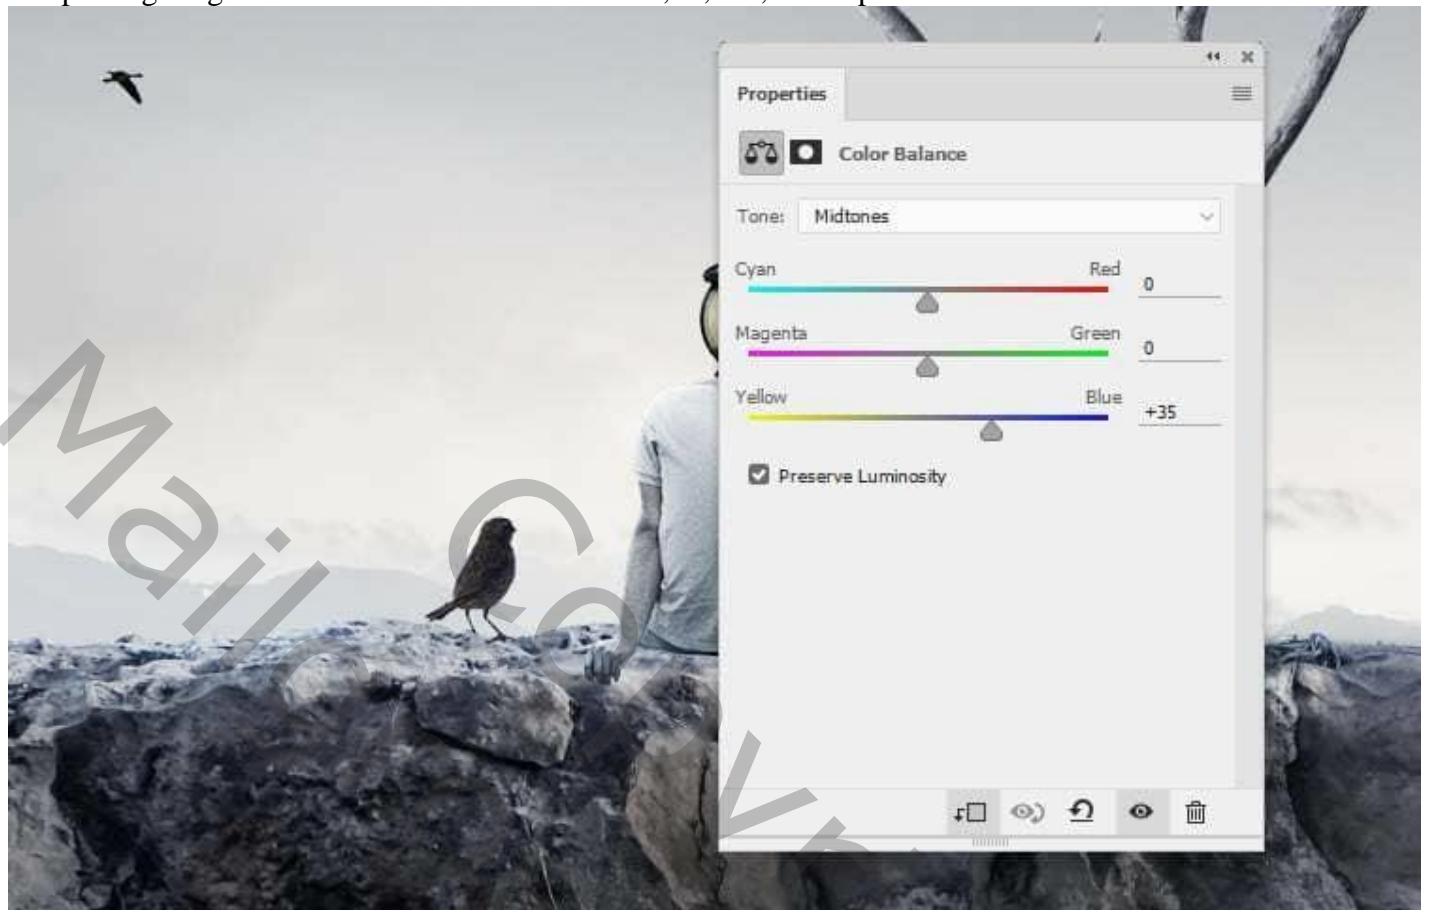 Properties
Color Balance
Tone: Midtones
Cyan Red 0
Magenta Green 0
Yellow Blue +35
Preserve Luminosity